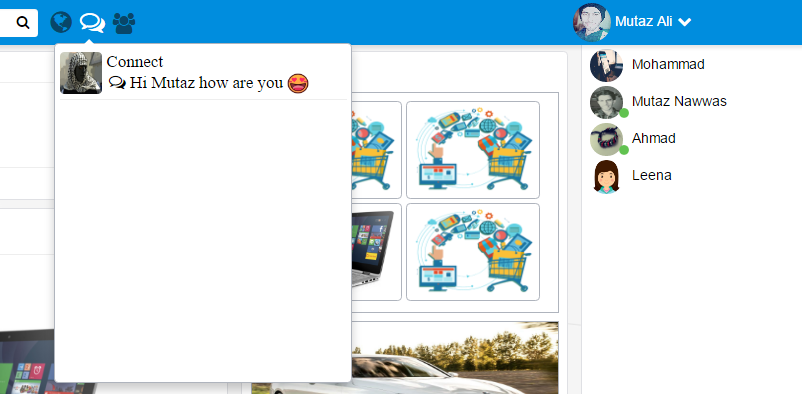 Mutaz Ali
Connect
Hi Mutaz how are you 😍
Mohammad
Mutaz Nawwas
Ahmad
Leena